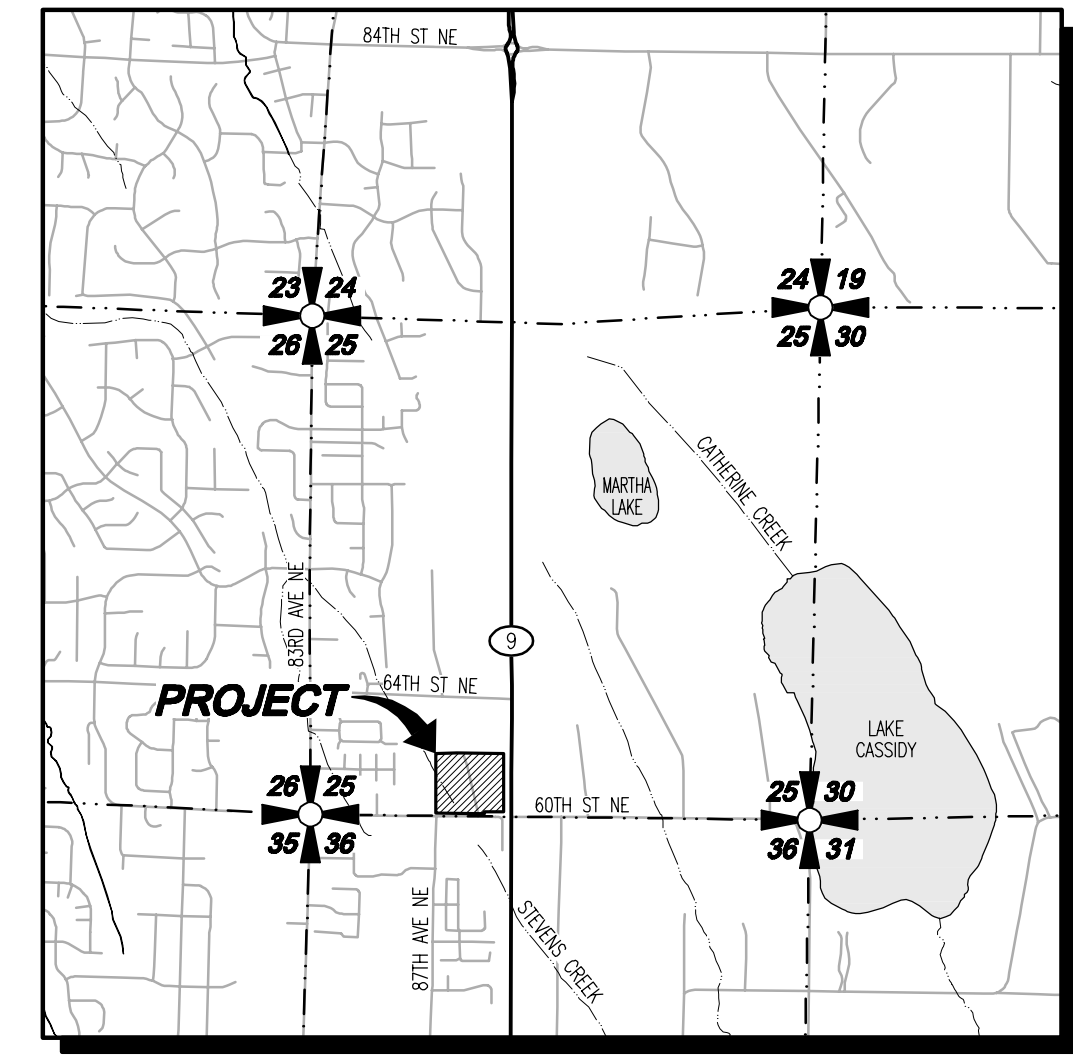 84TH ST NE
23 24
26 25
24 19
25 30
CATHERINE CREEK
MARTHA
LAKE
83RD AVE NE
9
64TH ST NE
PROJECT
LAKE
CASSIDY
26 25
35 36
60TH ST NE
25 30
36 31
87TH AVE NE
STEVENS CREEK